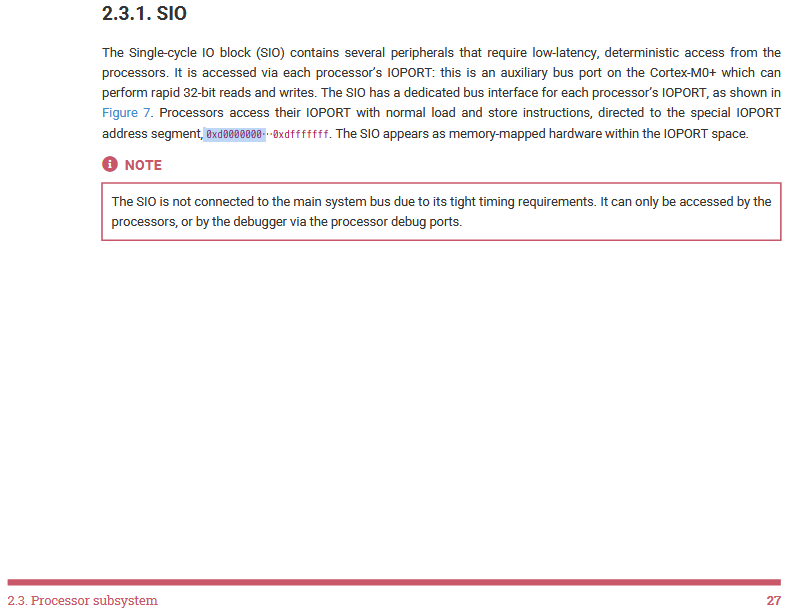 2.3.1. SIO
The Single-cycle IO block (SIO) contains several peripherals that require low-latency, deterministic access from the
processors. It is accessed via each processor’s IOPORT: this is an auxiliary bus port on the Cortex-M0+ which can
perform rapid 32-bit reads and writes. The SIO has a dedicated bus interface for each processor’s IOPORT, as shown in
Figure 7. Processors access their IOPORT with normal load and store instructions, directed to the special IOPORT
address segment, 0xd0000000···0xdfffffff. The SIO appears as memory-mapped hardware within the IOPORT space.
NOTE
The SIO is not connected to the main system bus due to its tight timing requirements. It can only be accessed by the
processors, or by the debugger via the processor debug ports.
2.3. Processor subsystem 27